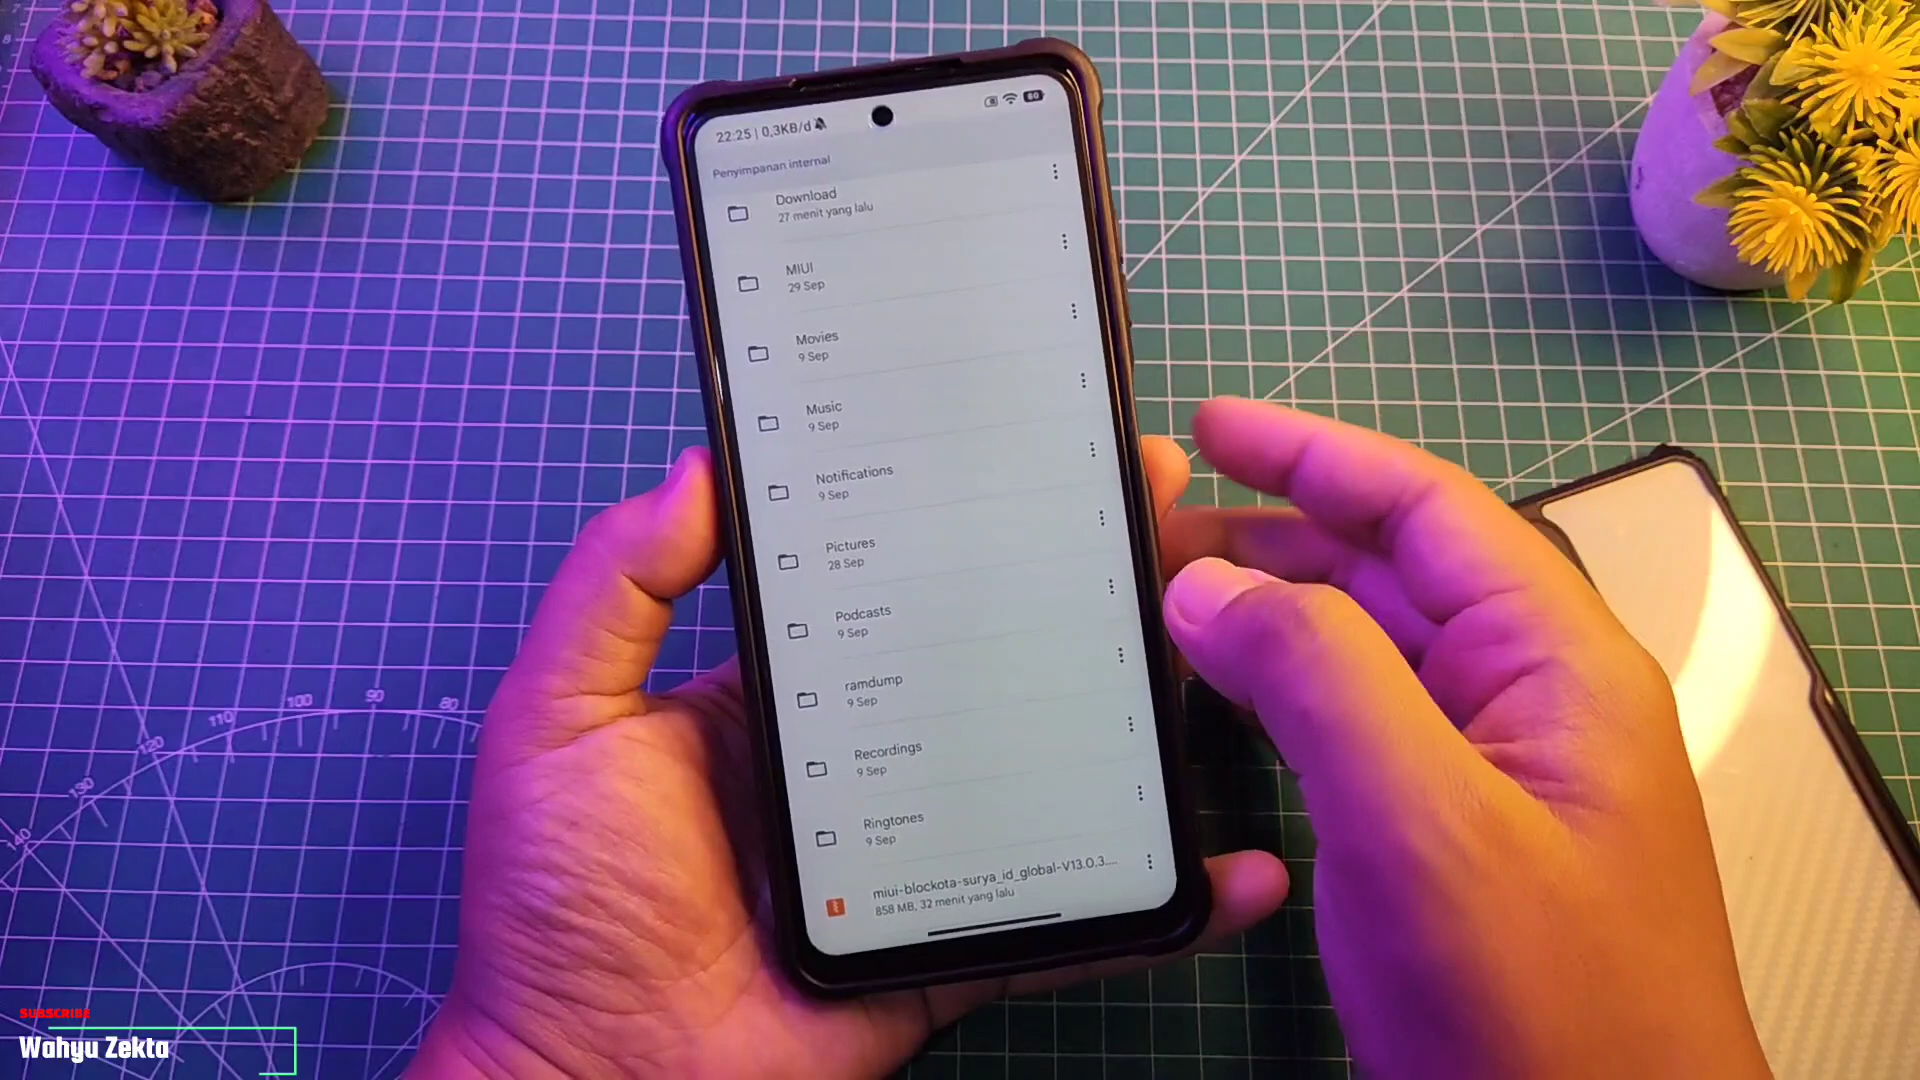 22:25 | 0,3KB/d
60
Penyimpanan internal
Download
27 menit yang lalu
MIUI
29 Sep
Movies
9 Sep
Music
9 Sep
Notifications
9 Sep
Pictures
28 Sep
Podcasts
9 Sep
ramdump
9 Sep
Recordings
9 Sep
Ringtones
9 Sep
miui-blockota-surya_id_global-V13.0.3....
858 MB, 32 menit yang lalu
140
130
120
110
100
90
80
SUBSCRIBE
Wahyu Zekta